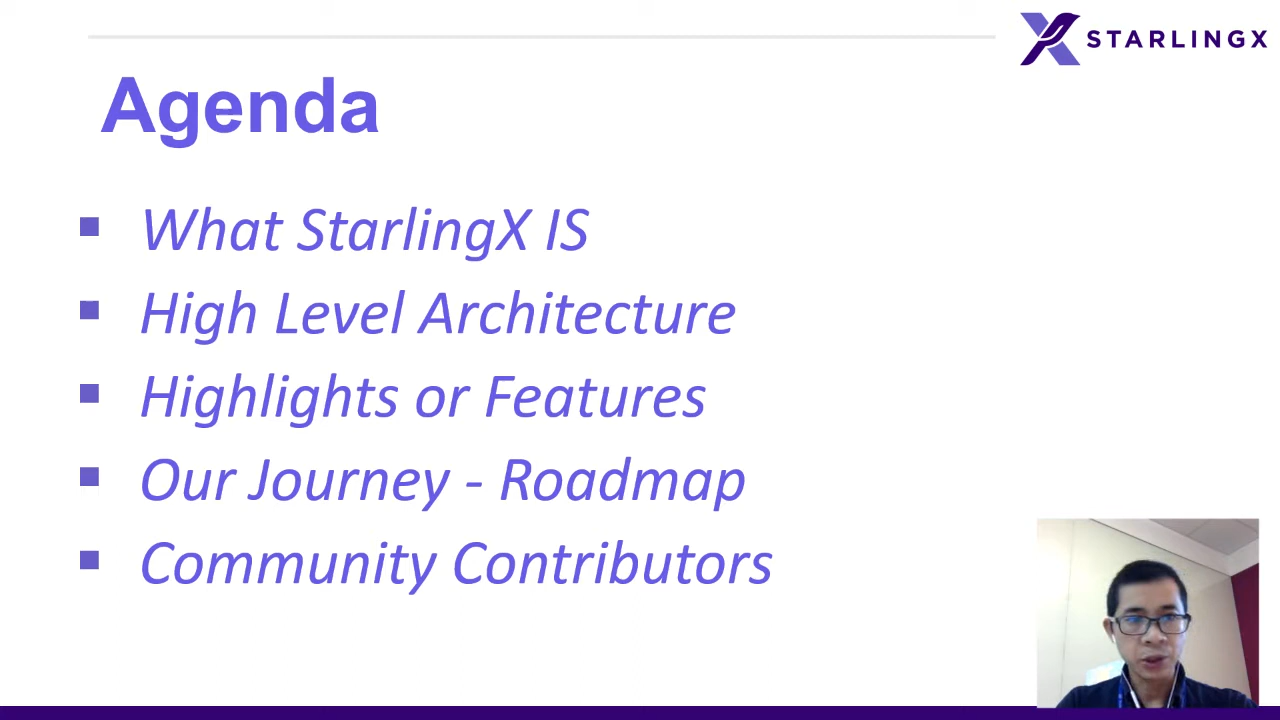 STARLINGX
Agenda
What StarlingX IS
High Level Architecture
Highlights or Features
Our Journey - Roadmap
Community Contributors